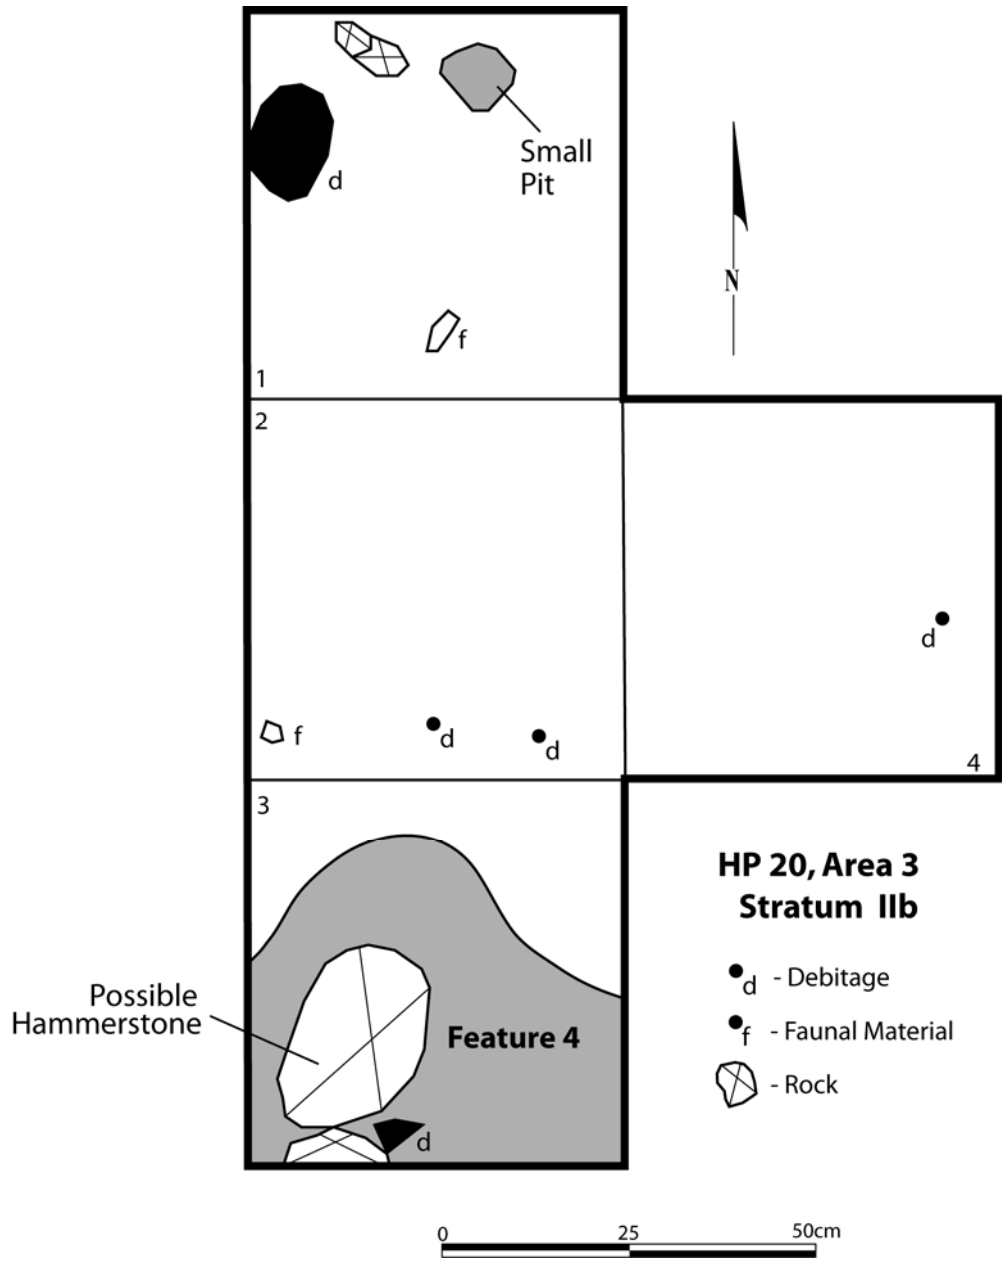 Small
Pit
d
N
f
1
2
d
4
f
d
d
3
HP 20, Area 3
Stratum IIb
d - Debitage
f - Faunal Material
- Rock
Possible
Hammerstone
Feature 4
d
0 25 50cm